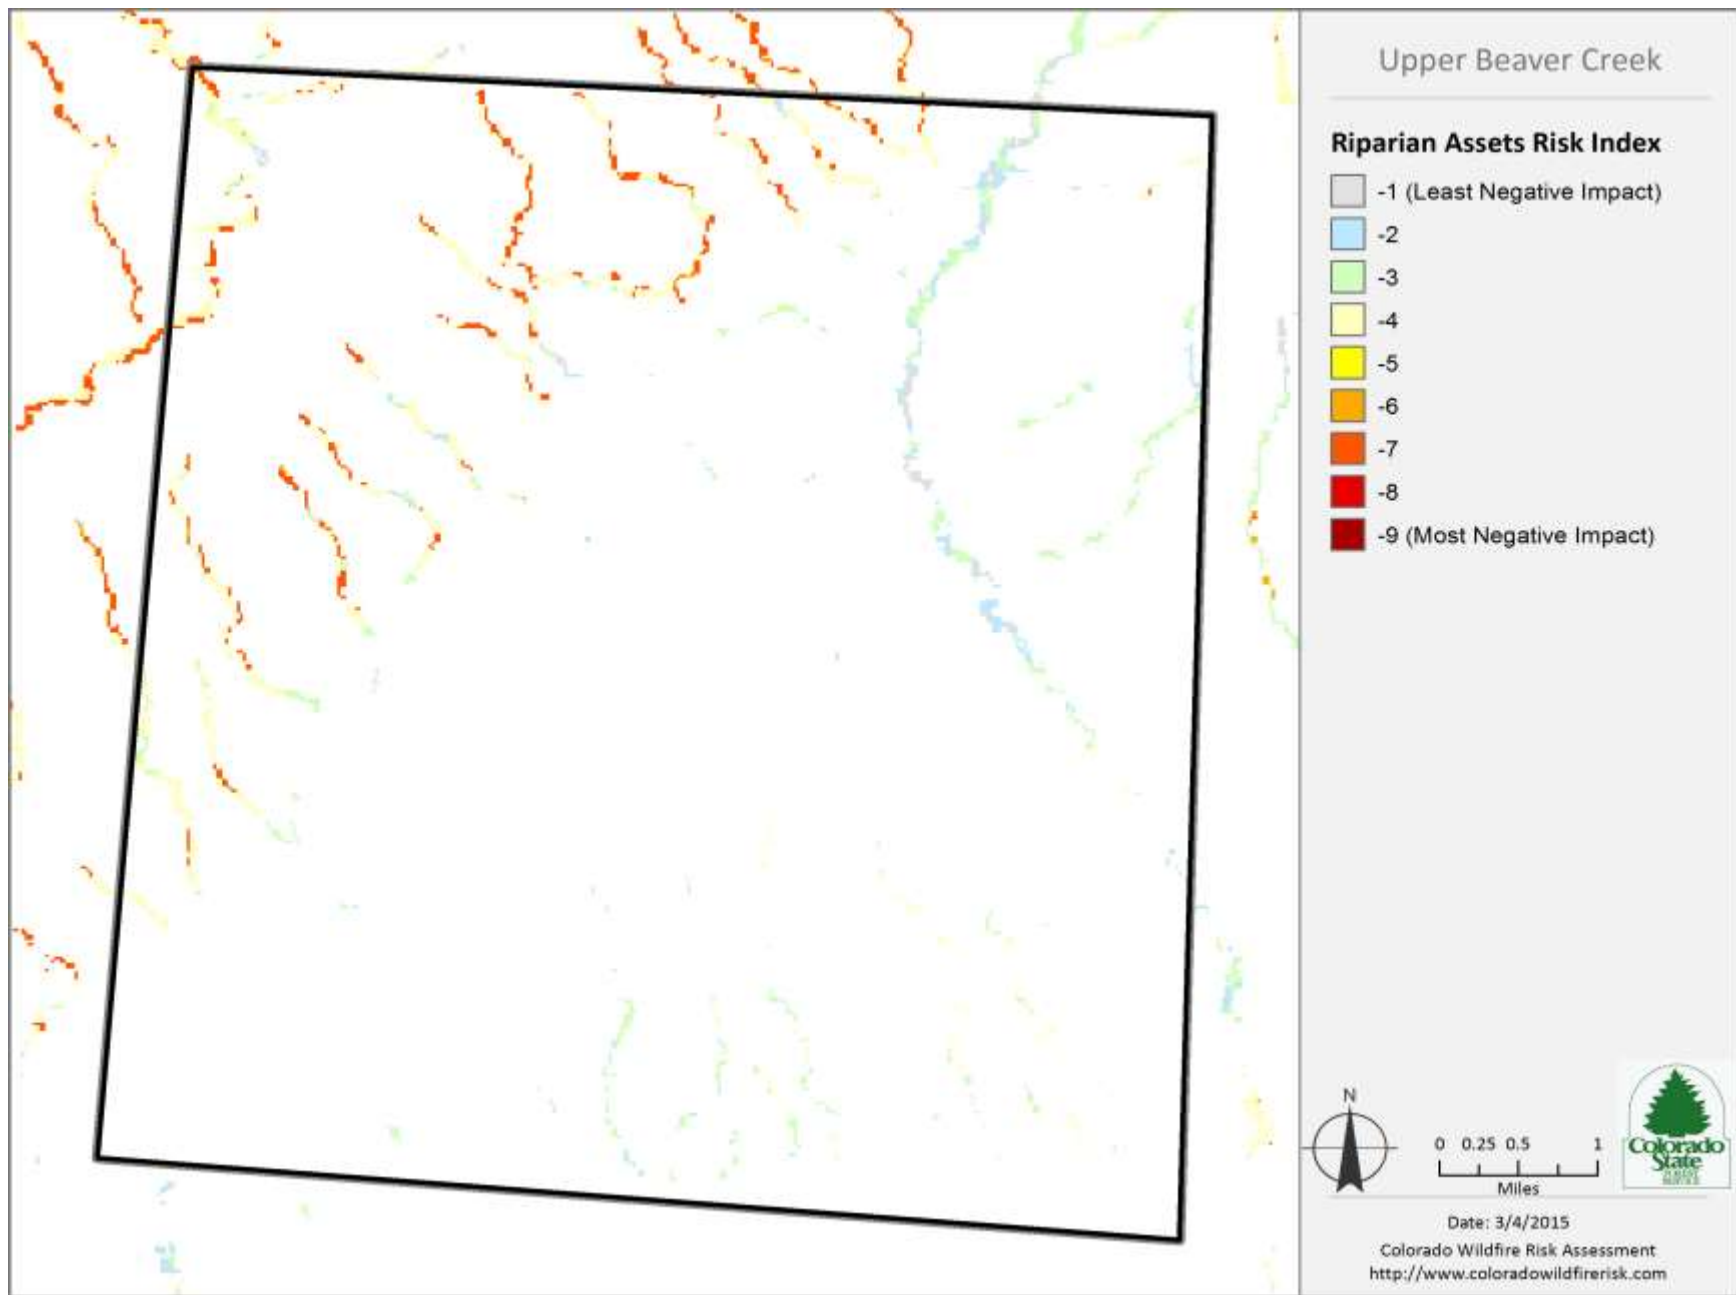 Upper Beaver Creek
Riparian Assets Risk Index
-1 (Least Negative Impact)
-2
-3
-4
-5
-6
-7
-8
-9 (Most Negative Impact)
N
0 0.25 0.5 1
Miles
Colorado
State
Date: 3/4/2015
Colorado Wildfire Risk Assessment
http://www.coloradowildfirerisk.com